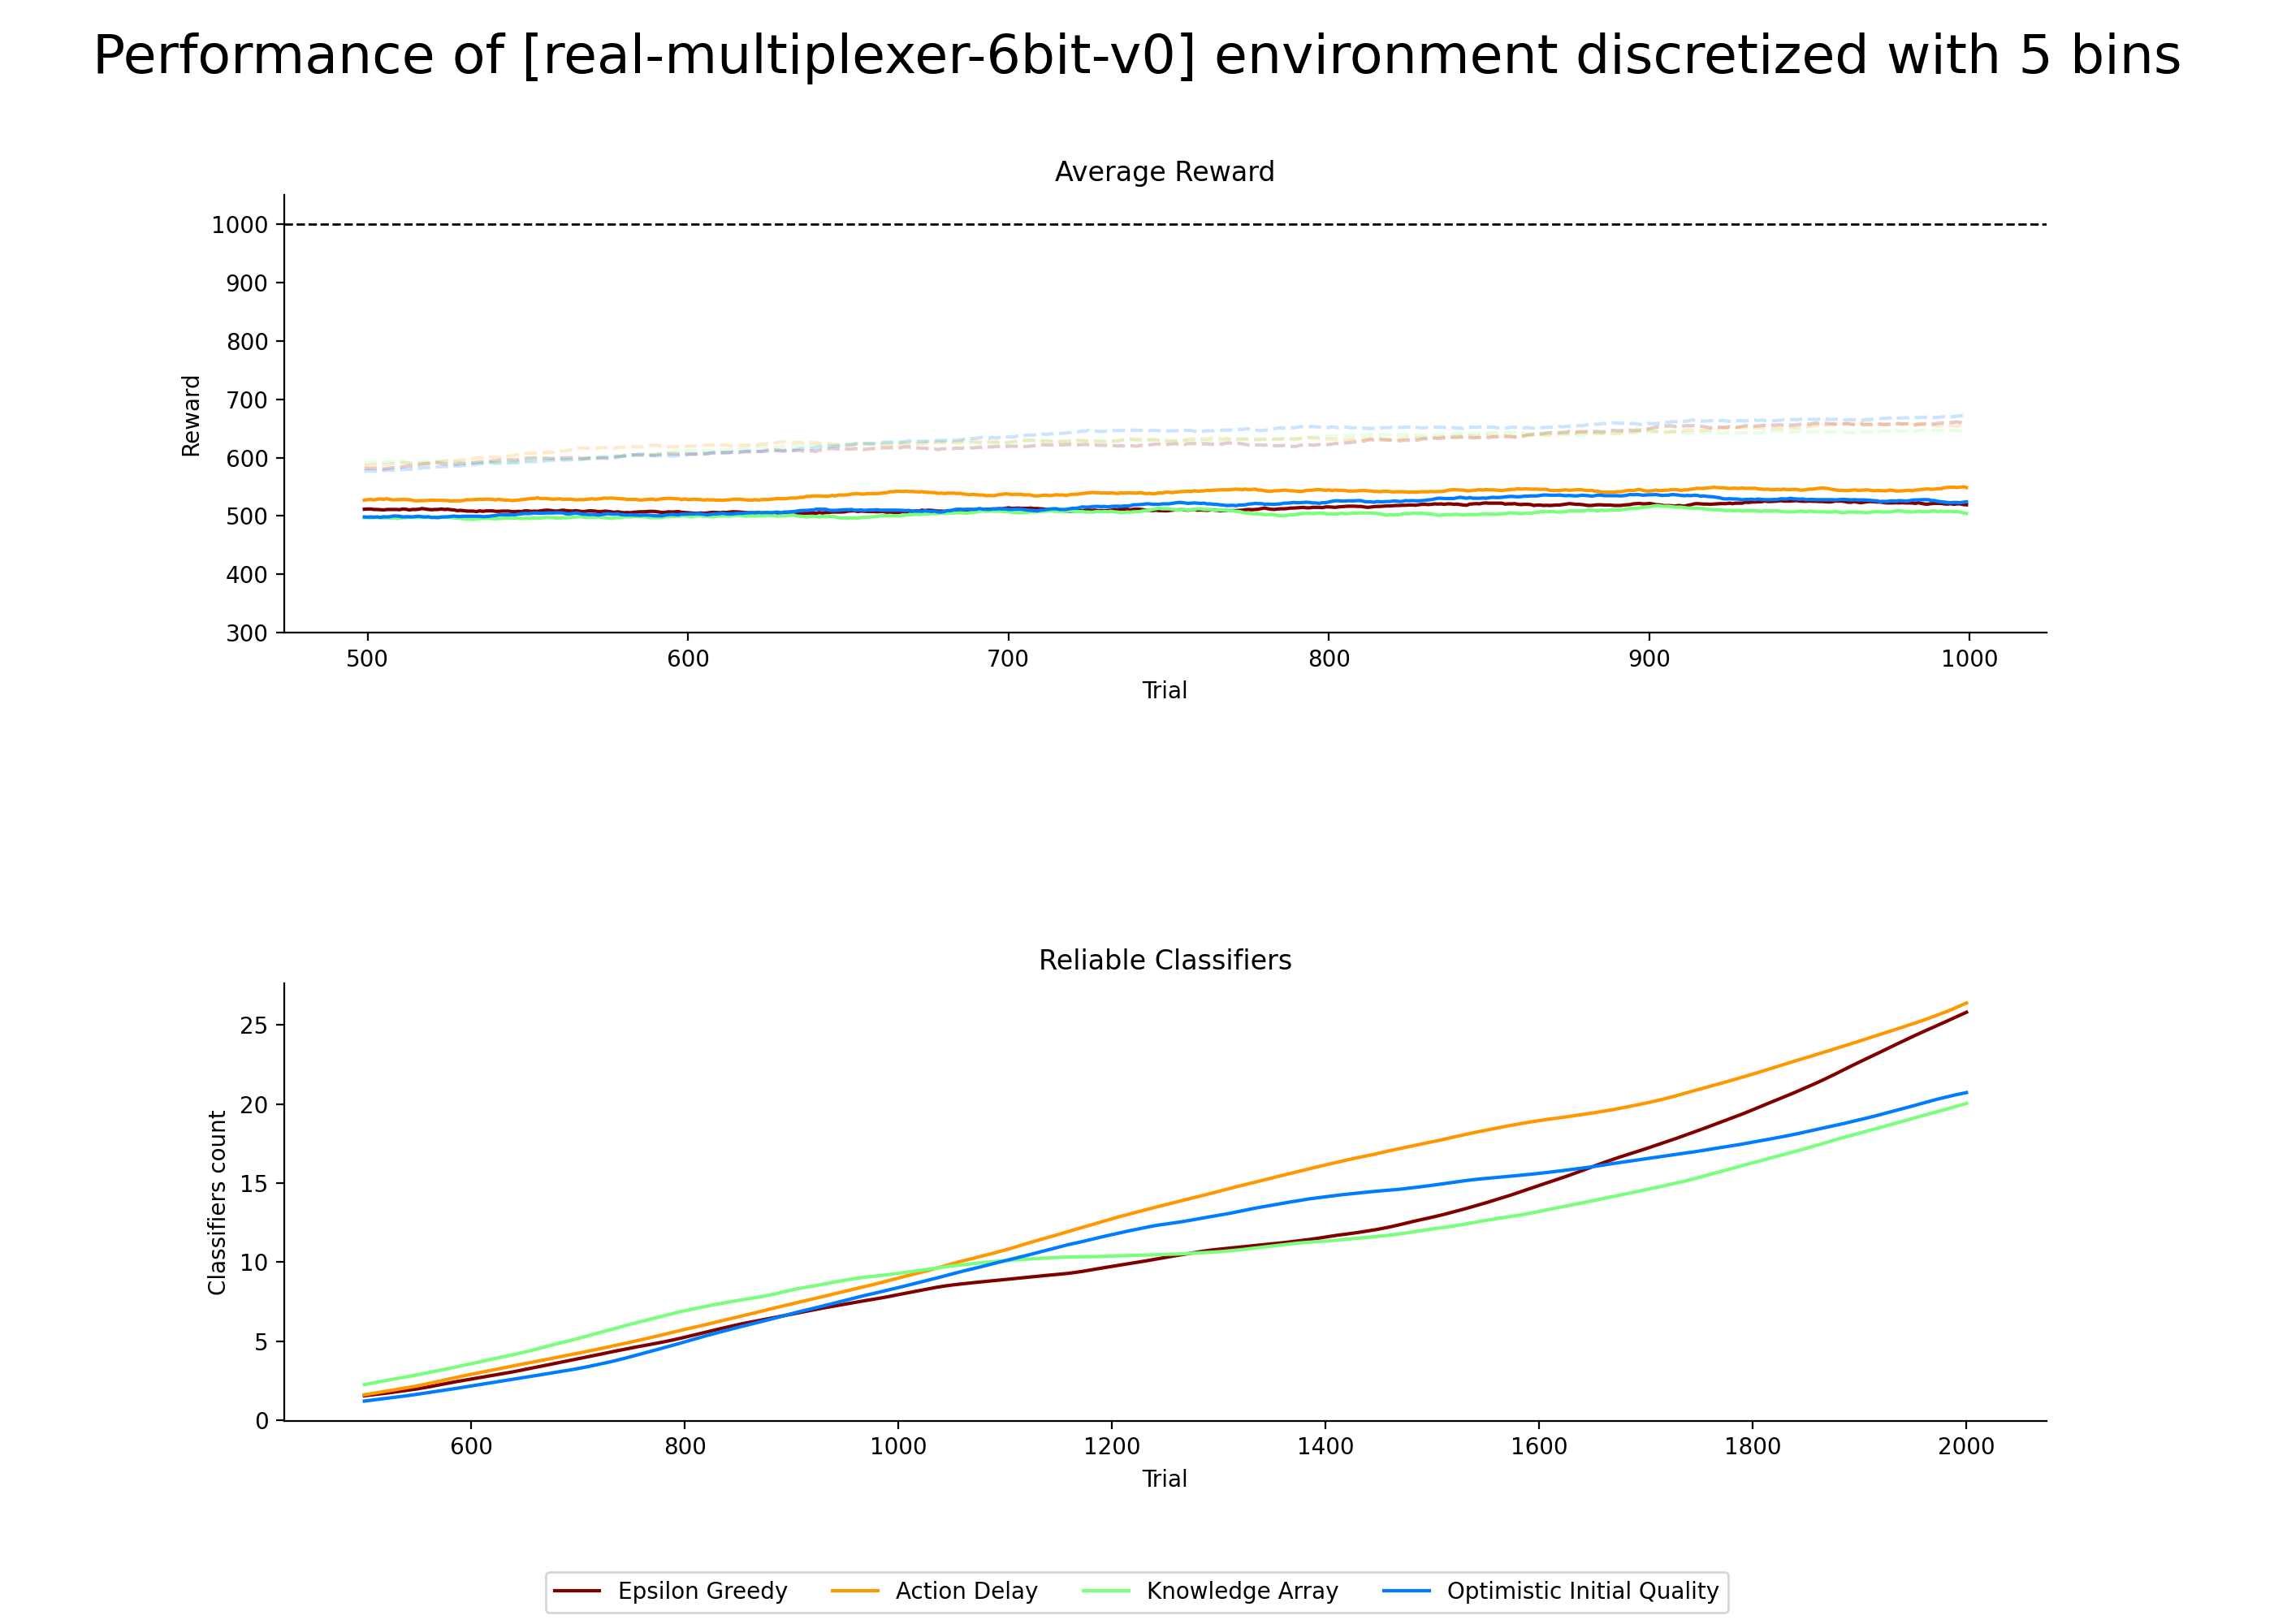 Performance of [real-multiplexer-6bit-v0] environment discretized with 5 bins
Average Reward
1000
900
800
700
600
500
400
300
Reward
500 600 700 800 900 1000
Trial
Reliable Classifiers
25
20
15
10
5
0
Classifiers count
600 800 1000 1200 1400 1600 1800 2000
Trial
Epsilon Greedy Action Delay Knowledge Array Optimistic Initial Quality